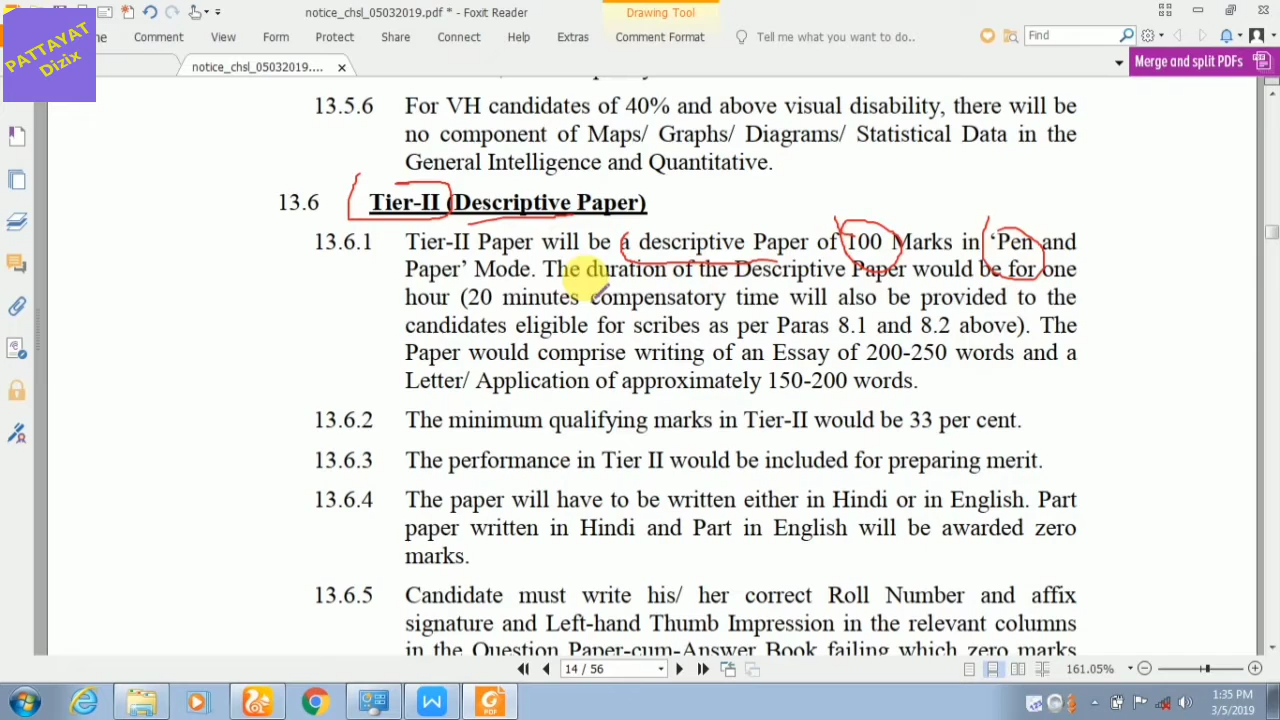 notice_chsl_05032019.pdf * - Foxit Reader
Drawing Tool
PATTAYAT
Dizix
me Comment View Form Protect Share Connect Help Extras Comment Format Tell me what you want to do.. Find
notice_chsl_05032019.... Merge and split PDFs
13.5.6 For VH candidates of 40% and above visual disability, there will be
no component of Maps/ Graphs/ Diagrams/ Statistical Data in the
General Intelligence and Quantitative.
13.6 Tier-II (Descriptive Paper)
13.6.1 Tier-II Paper will be a descriptive Paper of 100 Marks in ‘Pen and
Paper’ Mode. The duration of the Descriptive Paper would be for one
hour (20 minutes compensatory time will also be provided to the
candidates eligible for scribes as per Paras 8.1 and 8.2 above). The
Paper would comprise writing of an Essay of 200-250 words and a
Letter/ Application of approximately 150-200 words.
13.6.2 The minimum qualifying marks in Tier-II would be 33 per cent.
13.6.3 The performance in Tier II would be included for preparing merit.
13.6.4 The paper will have to be written either in Hindi or in English. Part
paper written in Hindi and Part in English will be awarded zero
marks.
13.6.5 Candidate must write his/ her correct Roll Number and affix
signature and Left-hand Thumb Impression in the relevant columns
in the Question Paper-cum-Answer Book failing which zero marks
14 / 56 161.05%
1:35 PM
3/5/2019